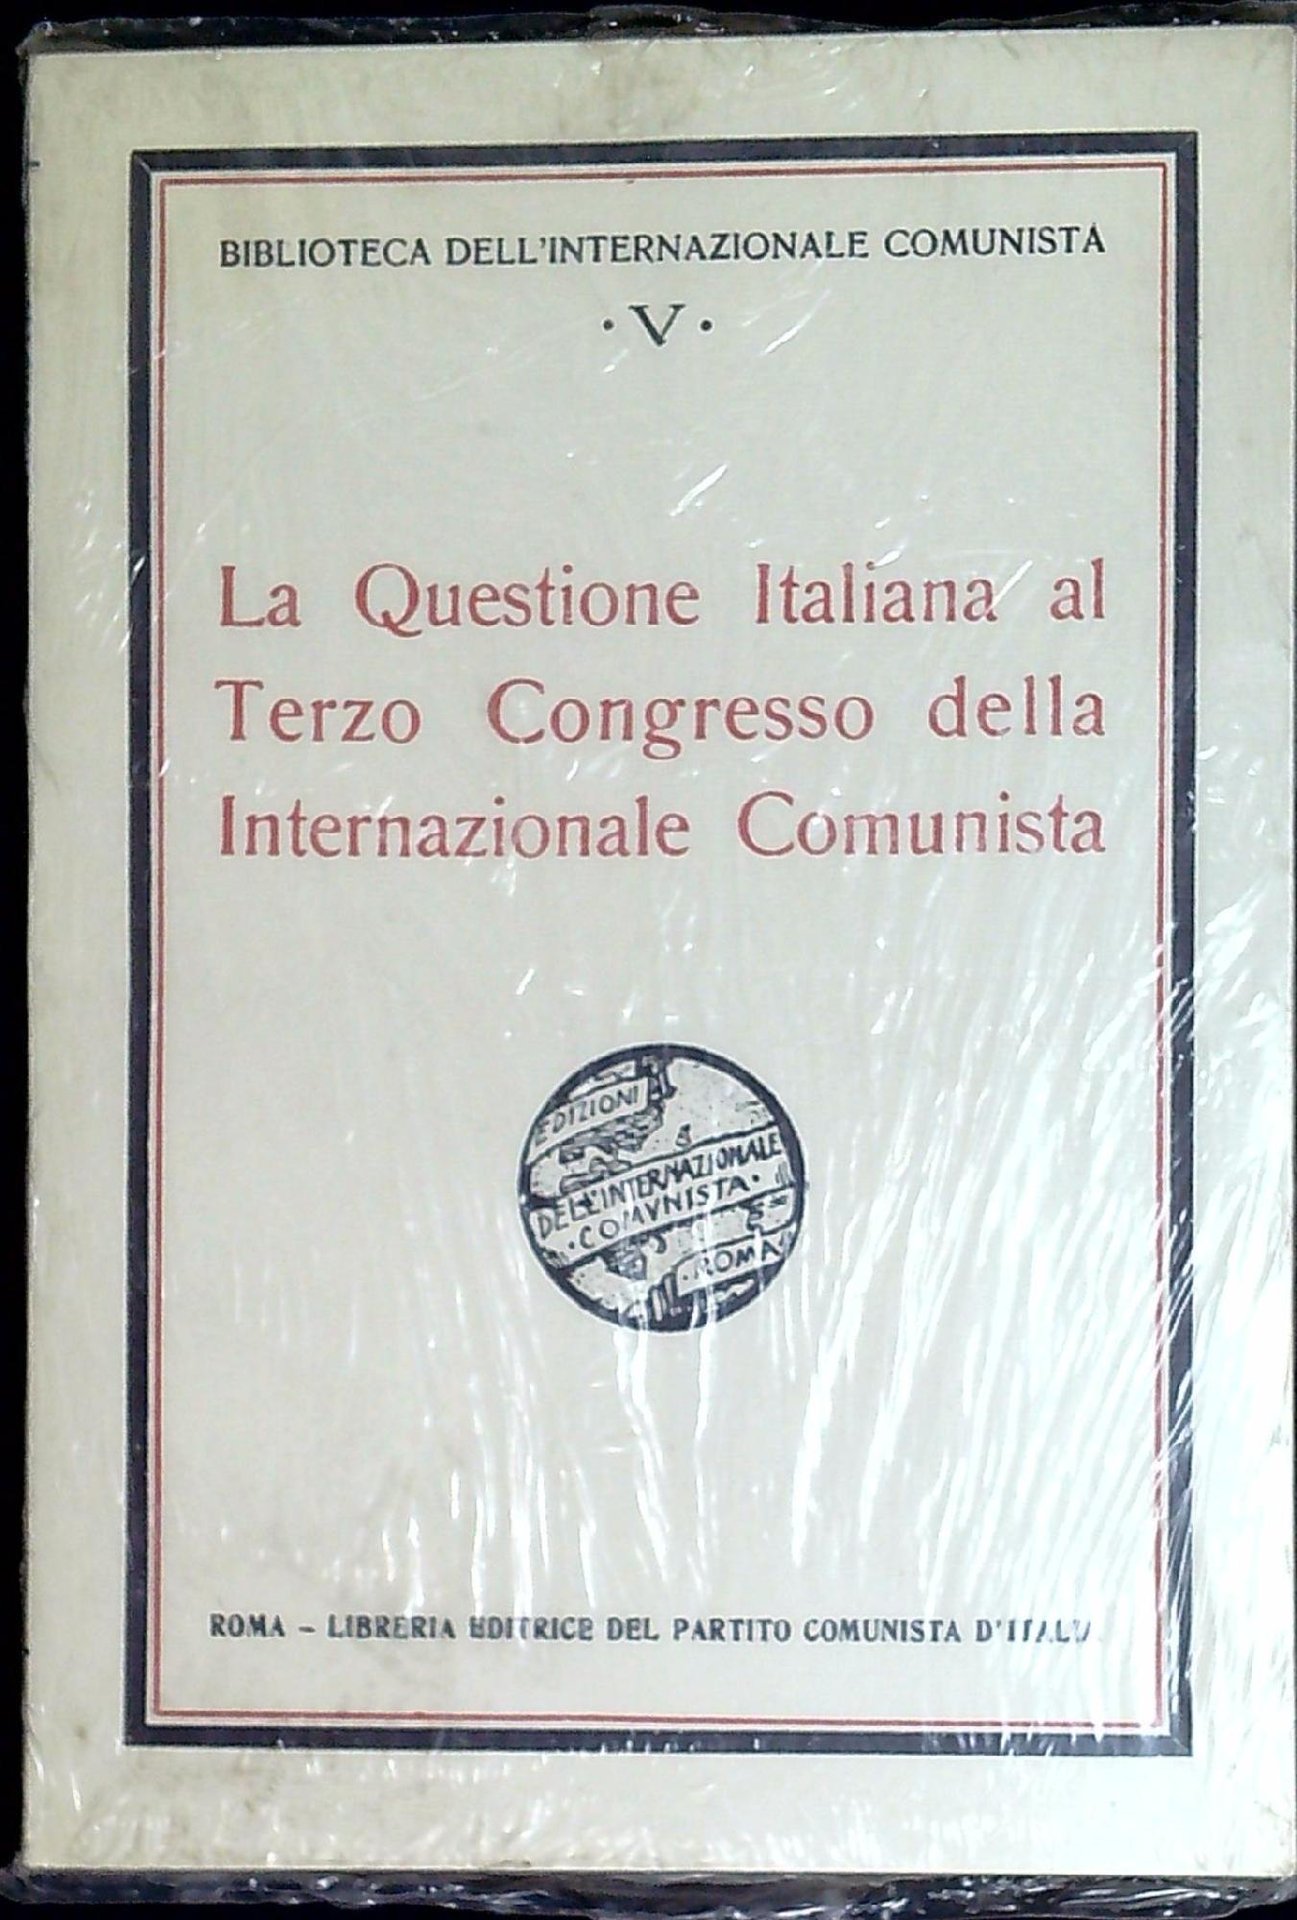 BIBLIOTECA DELL'INTERNAZIONALE COMUNISTA
· V ·
La Questione Italiana al
Terzo Congresso della
Internazionale Comunista
EDIZIONI
DELL'INTERNAZIONALE
· COMVNISTA ·
· ROMA ·
ROMA – LIBRERIA EDITRICE DEL PARTITO COMUNISTA D'ITALIA